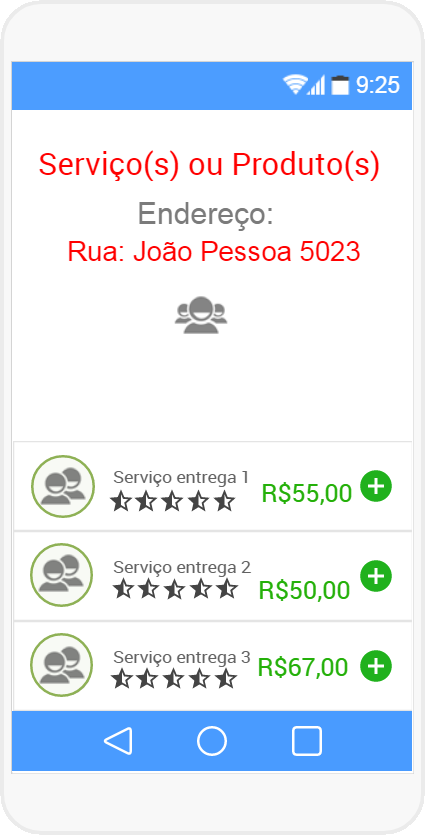 9:25
Serviço(s) ou Produto(s)
Endereço:
Rua: João Pessoa 5023
Serviço entrega 1
R$55,00
Serviço entrega 2
R$50,00
Serviço entrega 3
R$67,00